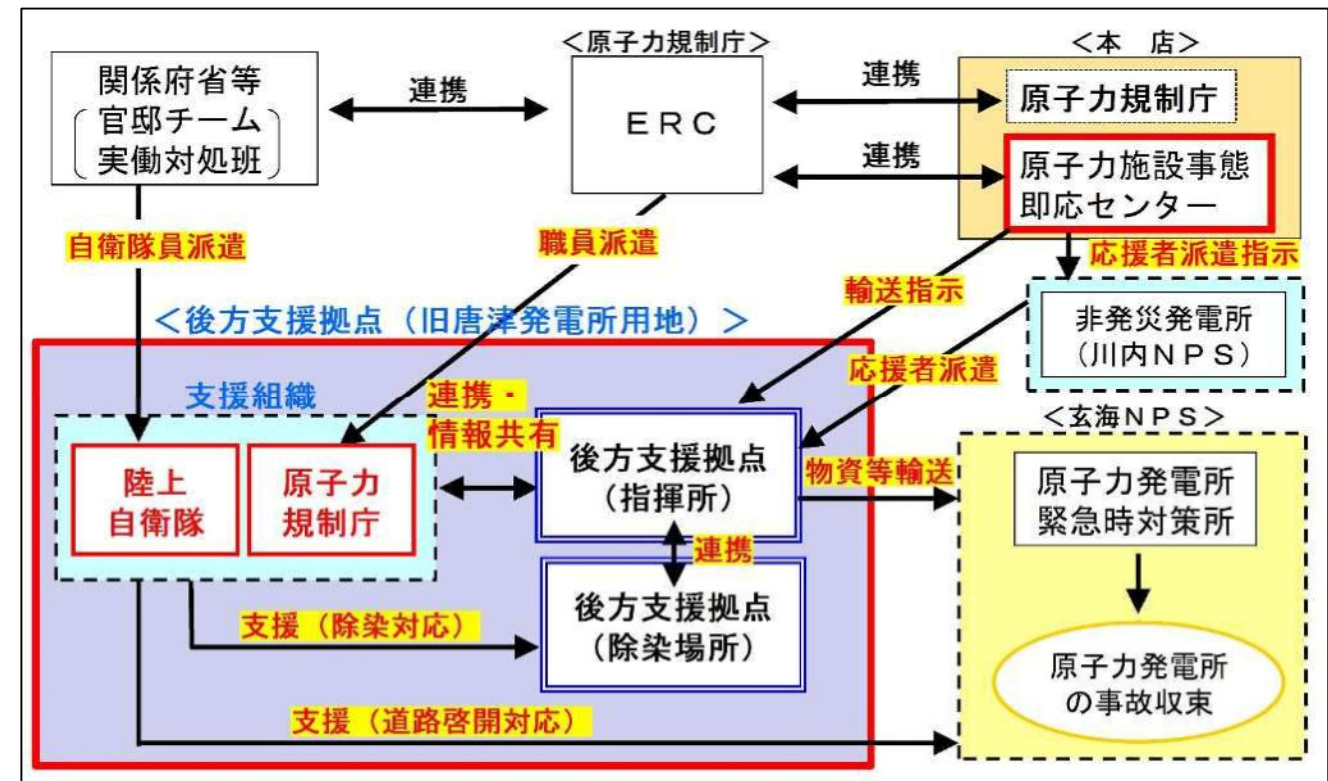 ＜原子力規制庁＞
＜本　店＞
関係府省等
官邸チーム
実働対処班
連携
ＥＲＣ
連携
原子力規制庁
連携
原子力施設事態
即応センター
自衛隊員派遣
職員派遣
輸送指示
応援者派遣指示
＜後方支援拠点（旧唐津発電所用地）＞
非発災発電所
（川内ＮＰＳ）
応援者派遣
支援組織
連携・
情報共有
陸上
自衛隊
原子力
規制庁
後方支援拠点
（指揮所）
物資等輸送
＜玄海ＮＰＳ＞
原子力発電所
緊急時対策所
連携
支援（除染対応）
後方支援拠点
（除染場所）
原子力発電所
の事故収束
支援（道路啓開対応）